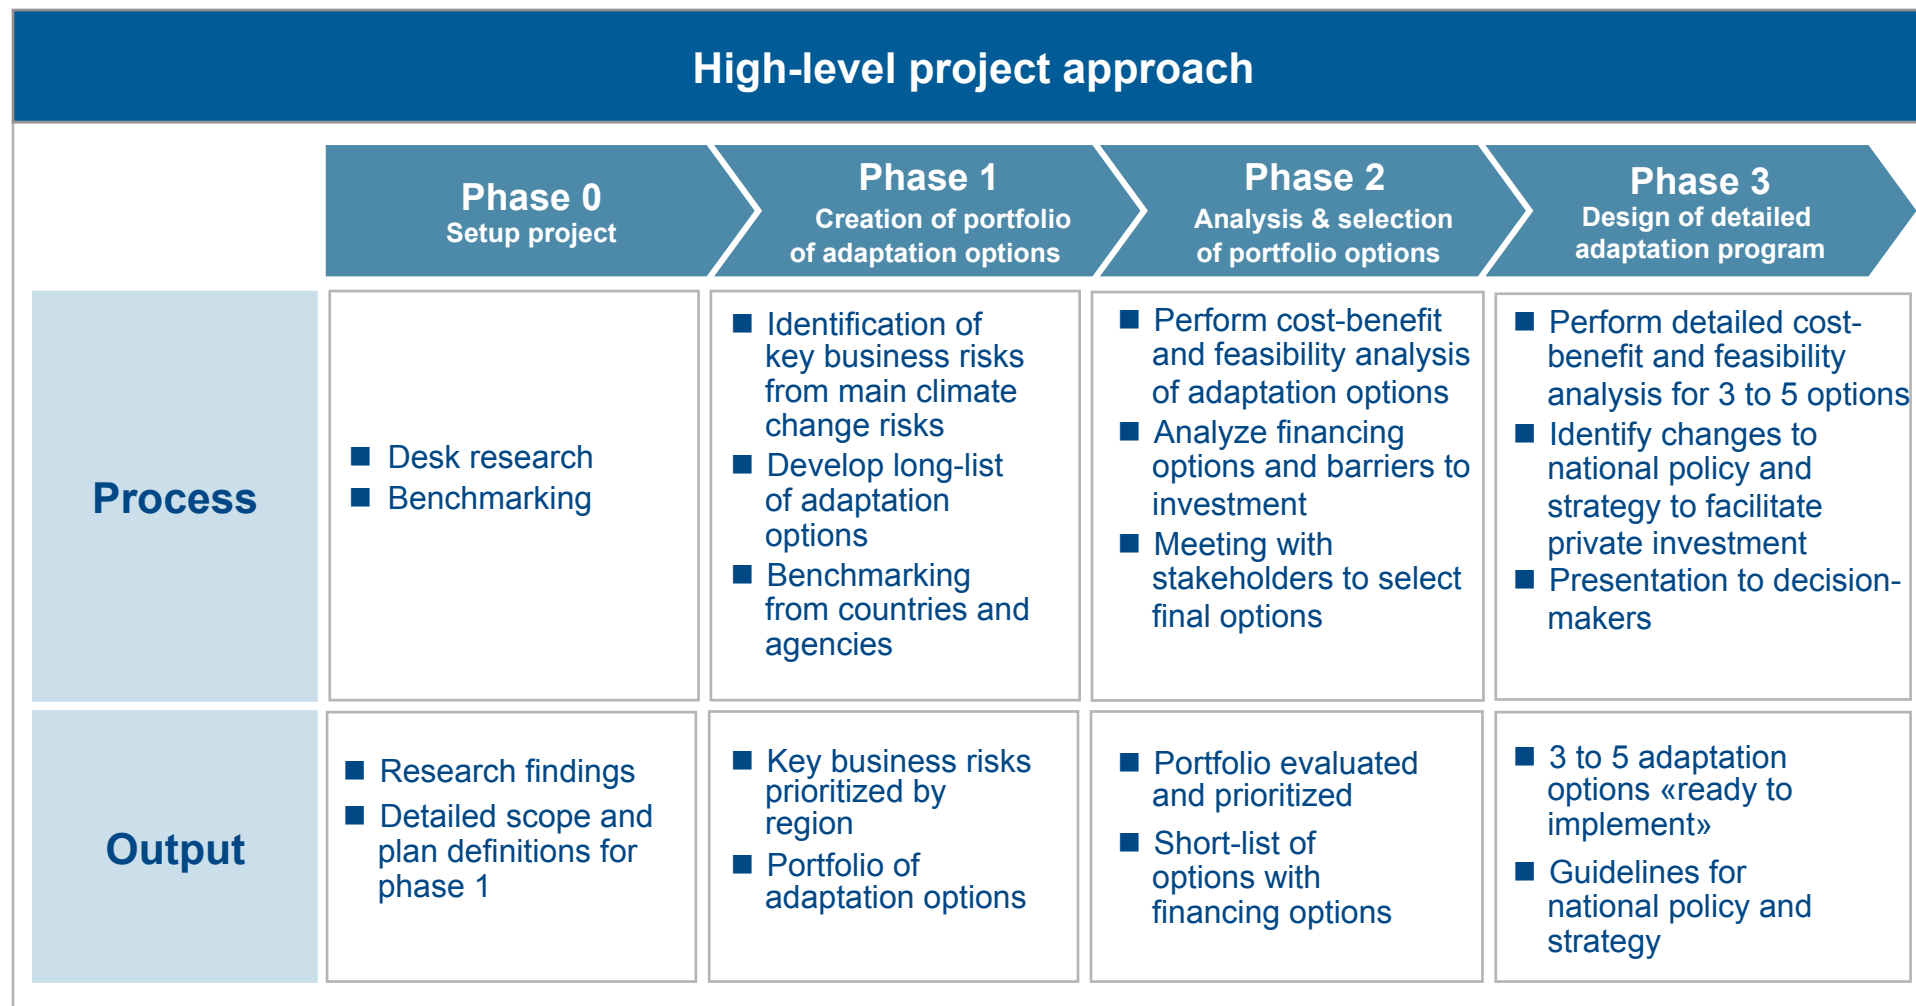 High-level project approach
Phase 0
Setup project
Phase 1
Creation of portfolio
of adaptation options
Phase 2
Analysis & selection
of portfolio options
Phase 3
Design of detailed
adaptation program
Process
Desk research
Benchmarking
Identification of
key business risks
from main climate
change risks
Develop long-list
of adaptation
options
Benchmarking
from countries and
agencies
Perform cost-benefit
and feasibility analysis
of adaptation options
Analyze financing
options and barriers to
investment
Meeting with
stakeholders to select
final options
Perform detailed cost-
benefit and feasibility
analysis for 3 to 5 options
Identify changes to
national policy and
strategy to facilitate
private investment
Presentation to decision-
makers
Output
Research findings
Detailed scope and
plan definitions for
phase 1
Key business risks
prioritized by
region
Portfolio of
adaptation options
Portfolio evaluated
and prioritized
Short-list of
options with
financing options
3 to 5 adaptation
options «ready to
implement»
Guidelines for
national policy and
strategy